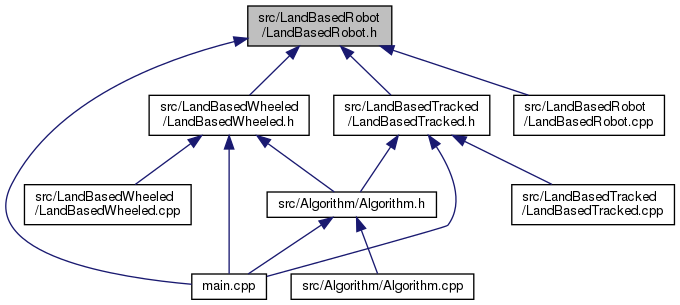 src/LandBasedRobot
/LandBasedRobot.h
src/LandBasedWheeled
/LandBasedWheeled.h
src/LandBasedTracked
/LandBasedTracked.h
src/LandBasedRobot
/LandBasedRobot.cpp
src/LandBasedWheeled
/LandBasedWheeled.cpp
src/Algorithm/Algorithm.h
src/LandBasedTracked
/LandBasedTracked.cpp
main.cpp
src/Algorithm/Algorithm.cpp